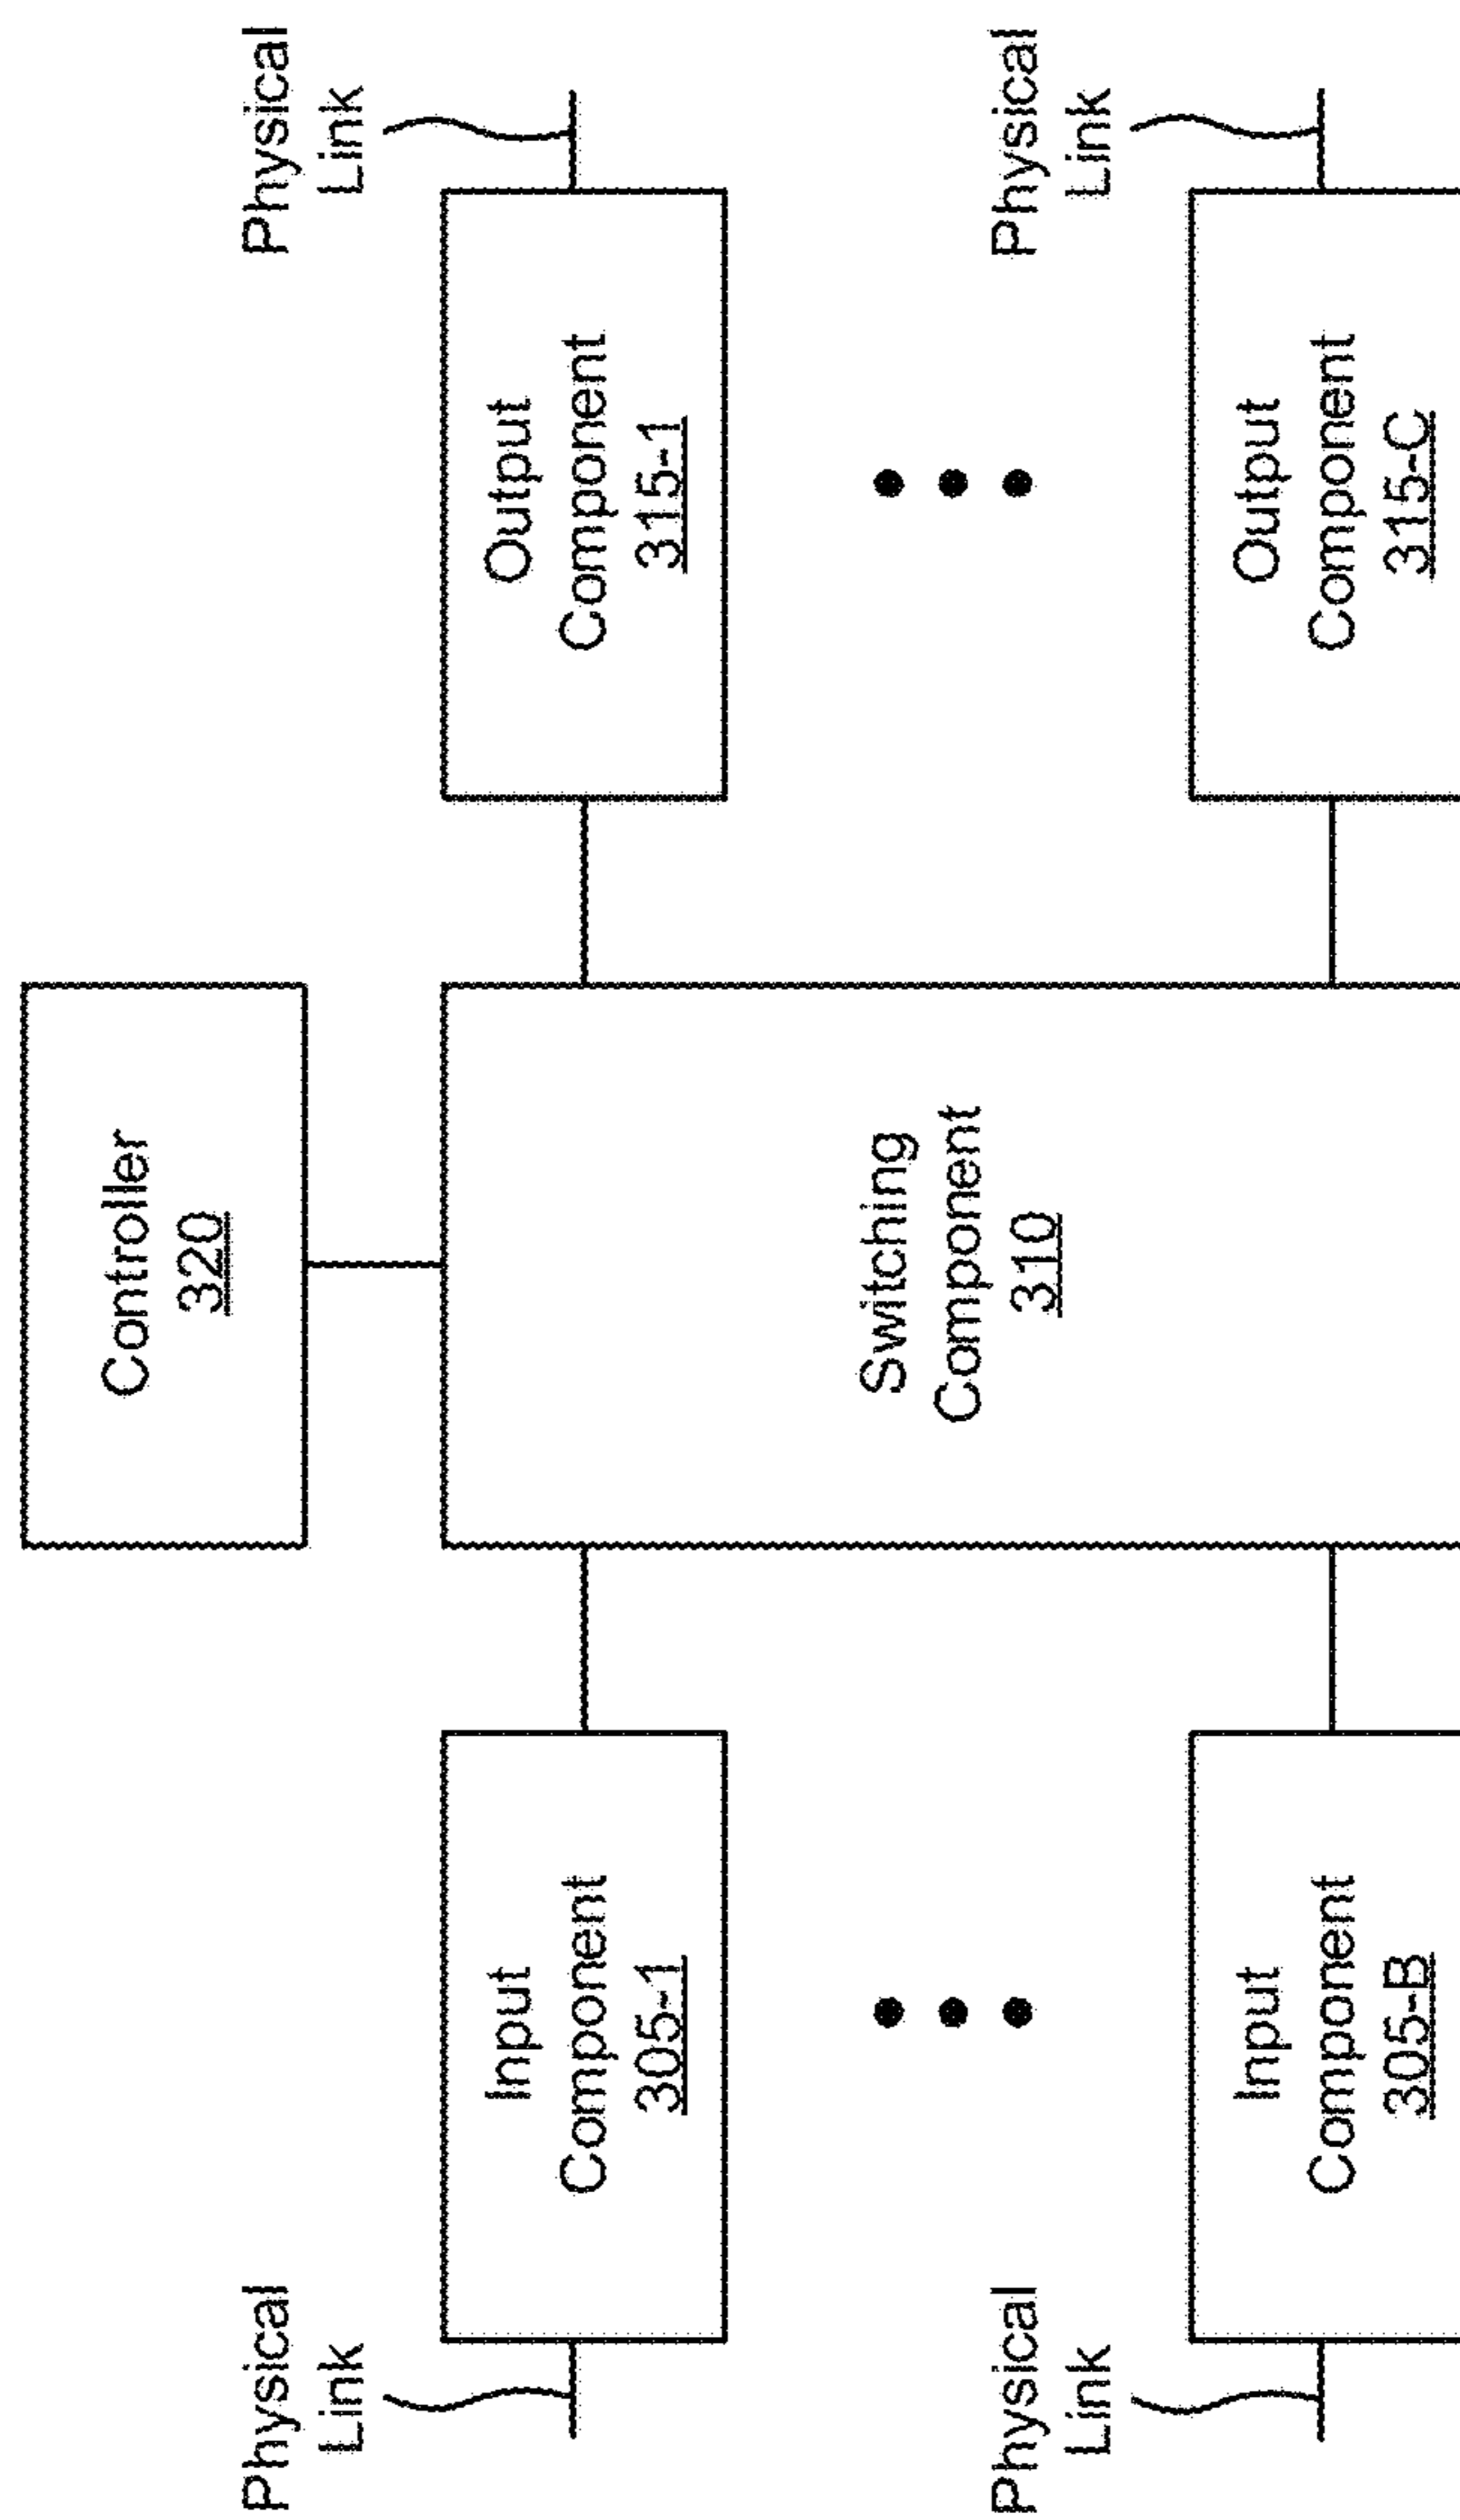 Controller
320
Physical
Link
Physical
Link
Input
Component
305-1
Output
Component
315-1
Switching
Component
310
Physical
Link
Physical
Link
Input
Component
305-B
Output
Component
315-C